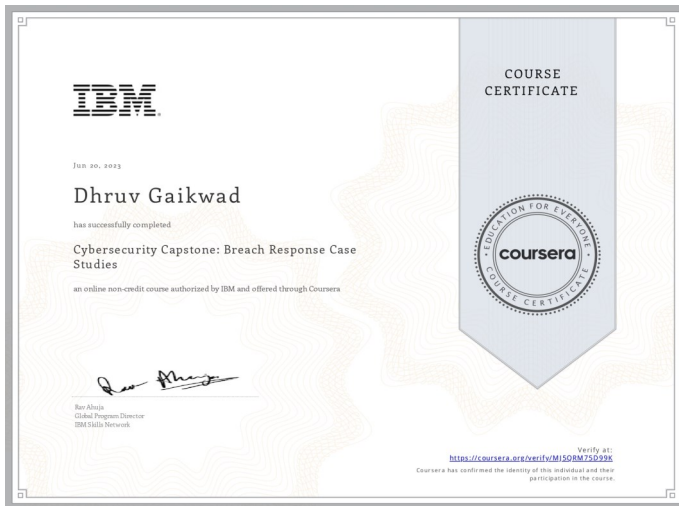 IBM
Jun 20, 2023
Dhruv Gaikwad
has successfully completed
Cybersecurity Capstone: Breach Response Case
Studies
an online non-credit course authorized by IBM and offered through Coursera
Rav Ahuja
Global Program Director
IBM Skills Network
COURSE
CERTIFICATE
EDUCATION FOR EVERYONE
coursera
COURSE CERTIFICATE
Verify at:
https://coursera.org/verify/MJ5QRM75D99K
Coursera has confirmed the identity of this individual and their
participation in the course.